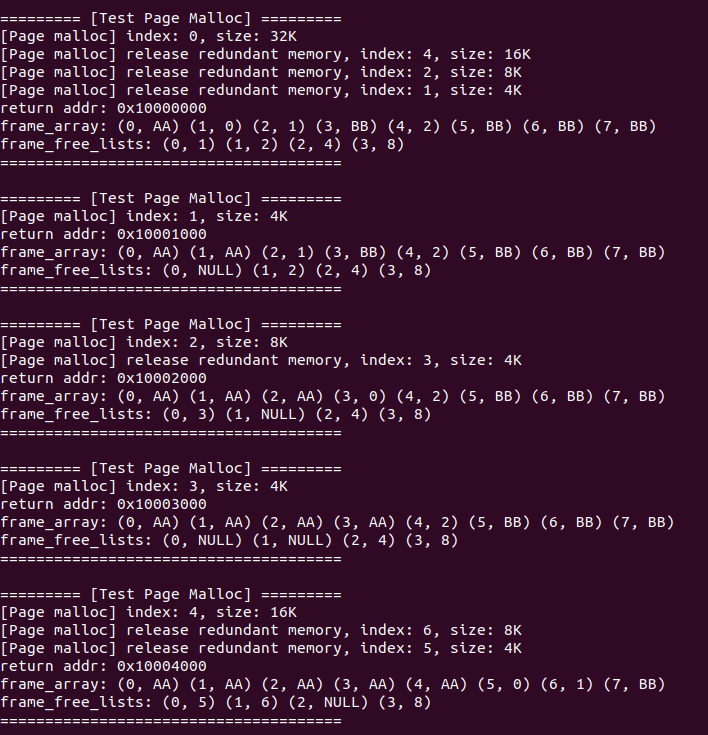 ========= [Test Page Malloc] =========
[Page malloc] index: 0, size: 32K
[Page malloc] release redundant memory, index: 4, size: 16K
[Page malloc] release redundant memory, index: 2, size: 8K
[Page malloc] release redundant memory, index: 1, size: 4K
return addr: 0x10000000
frame_array: (0, AA) (1, 0) (2, 1) (3, BB) (4, 2) (5, BB) (6, BB) (7, BB)
frame_free_lists: (0, 1) (1, 2) (2, 4) (3, 8)
======================================
========= [Test Page Malloc] =========
[Page malloc] index: 1, size: 4K
return addr: 0x10001000
frame_array: (0, AA) (1, AA) (2, 1) (3, BB) (4, 2) (5, BB) (6, BB) (7, BB)
frame_free_lists: (0, NULL) (1, 2) (2, 4) (3, 8)
======================================
========= [Test Page Malloc] =========
[Page malloc] index: 2, size: 8K
[Page malloc] release redundant memory, index: 3, size: 4K
return addr: 0x10002000
frame_array: (0, AA) (1, AA) (2, AA) (3, 0) (4, 2) (5, BB) (6, BB) (7, BB)
frame_free_lists: (0, 3) (1, NULL) (2, 4) (3, 8)
======================================
========= [Test Page Malloc] =========
[Page malloc] index: 3, size: 4K
return addr: 0x10003000
frame_array: (0, AA) (1, AA) (2, AA) (3, AA) (4, 2) (5, BB) (6, BB) (7, BB)
frame_free_lists: (0, NULL) (1, NULL) (2, 4) (3, 8)
======================================
========= [Test Page Malloc] =========
[Page malloc] index: 4, size: 16K
[Page malloc] release redundant memory, index: 6, size: 8K
[Page malloc] release redundant memory, index: 5, size: 4K
return addr: 0x10004000
frame_array: (0, AA) (1, AA) (2, AA) (3, AA) (4, AA) (5, 0) (6, 1) (7, BB)
frame_free_lists: (0, 5) (1, 6) (2, NULL) (3, 8)
======================================